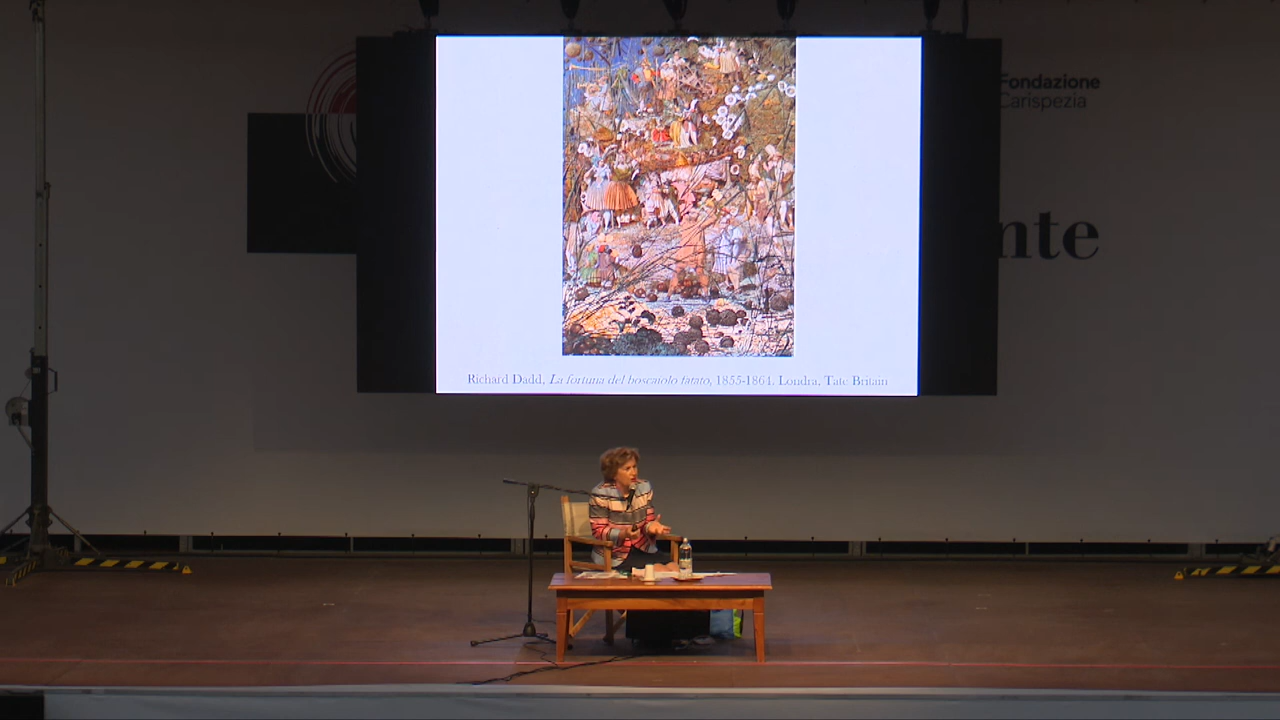 Fondazione
Carispezia
nte
Richard Dadd, La fortuna del boscaiolo fatato, 1855-1864. Londra, Tate Britain